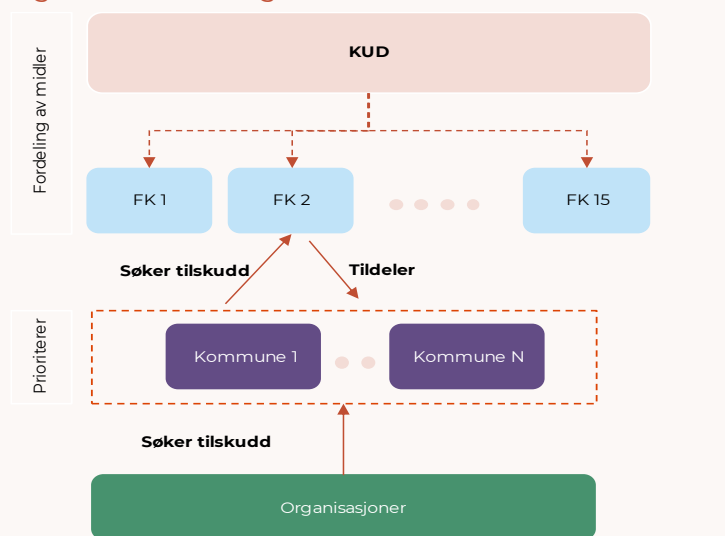 Fordeling av midler
KUD
FK 1
FK 2
FK 15
Søker tilskudd
Tildeler
Prioriterer
Kommune 1
Kommune N
Søker tilskudd
Organisasjoner